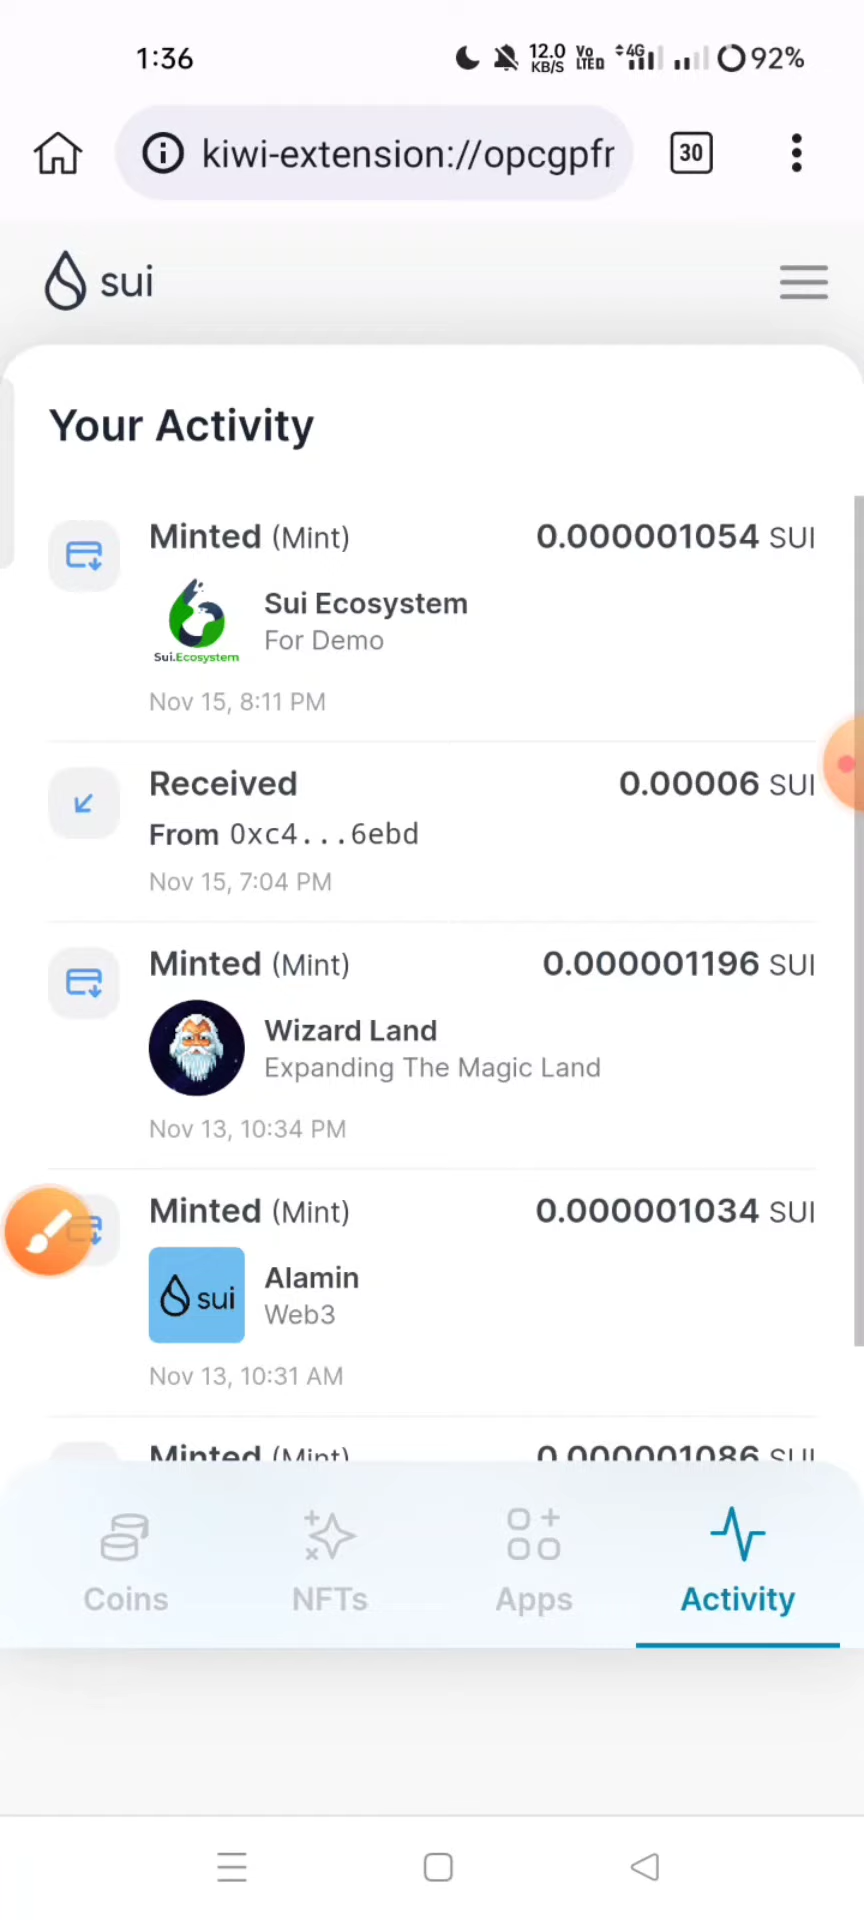 1:36
12.0 KB/S Vo LTED 4G 92%
kiwi-extension://opcgpfr
30
sui
Your Activity
Minted (Mint) 0.000001054 SUI
Sui Ecosystem
For Demo
Sui.Ecosystem
Nov 15, 8:11 PM
Received 0.00006 SUI
From 0xc4...6ebd
Nov 15, 7:04 PM
Minted (Mint) 0.000001196 SUI
Wizard Land
Expanding The Magic Land
Nov 13, 10:34 PM
Minted (Mint) 0.000001034 SUI
sui
Alamin
Web3
Nov 13, 10:31 AM
Minted (Mint) 0.000001086 SUI
Coins NFTs Apps Activity